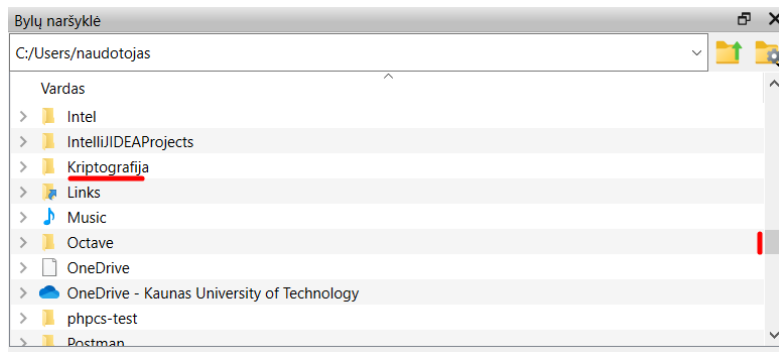 Bylų naršyklė
C:/Users/naudotojas
Vardas
Intel
IntelliJIDEAProjects
Kriptografija
Links
Music
Octave
OneDrive
OneDrive - Kaunas University of Technology
phpcs-test
Postman